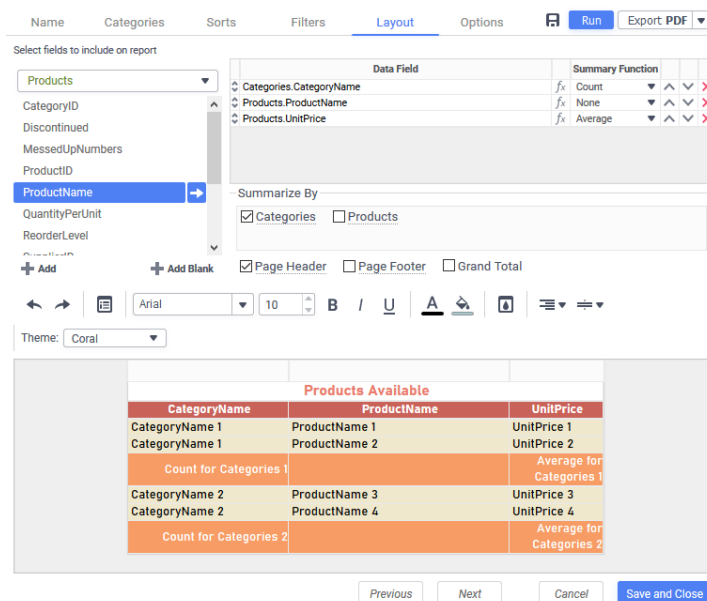 Name Categories Sorts Filters Layout Options Run Export PDF
Select fields to include on report
Products
CategoryID
Discontinued
MessedUpNumbers
ProductID
ProductName
QuantityPerUnit
ReorderLevel
SupplierID
Add Add Blank
Data Field Summary Function
Categories.CategoryName fx Count
Products.ProductName fx None
Products.UnitPrice fx Average
Summarize By
Categories Products
Page Header Page Footer Grand Total
Arial 10 B I U A
Theme: Coral
Products Available
CategoryName ProductName UnitPrice
CategoryName 1 ProductName 1 UnitPrice 1
CategoryName 1 ProductName 2 UnitPrice 2
Count for Categories 1 Average for
Categories 1
CategoryName 2 ProductName 3 UnitPrice 3
CategoryName 2 ProductName 4 UnitPrice 4
Count for Categories 2 Average for
Categories 2
Previous Next Cancel Save and Close